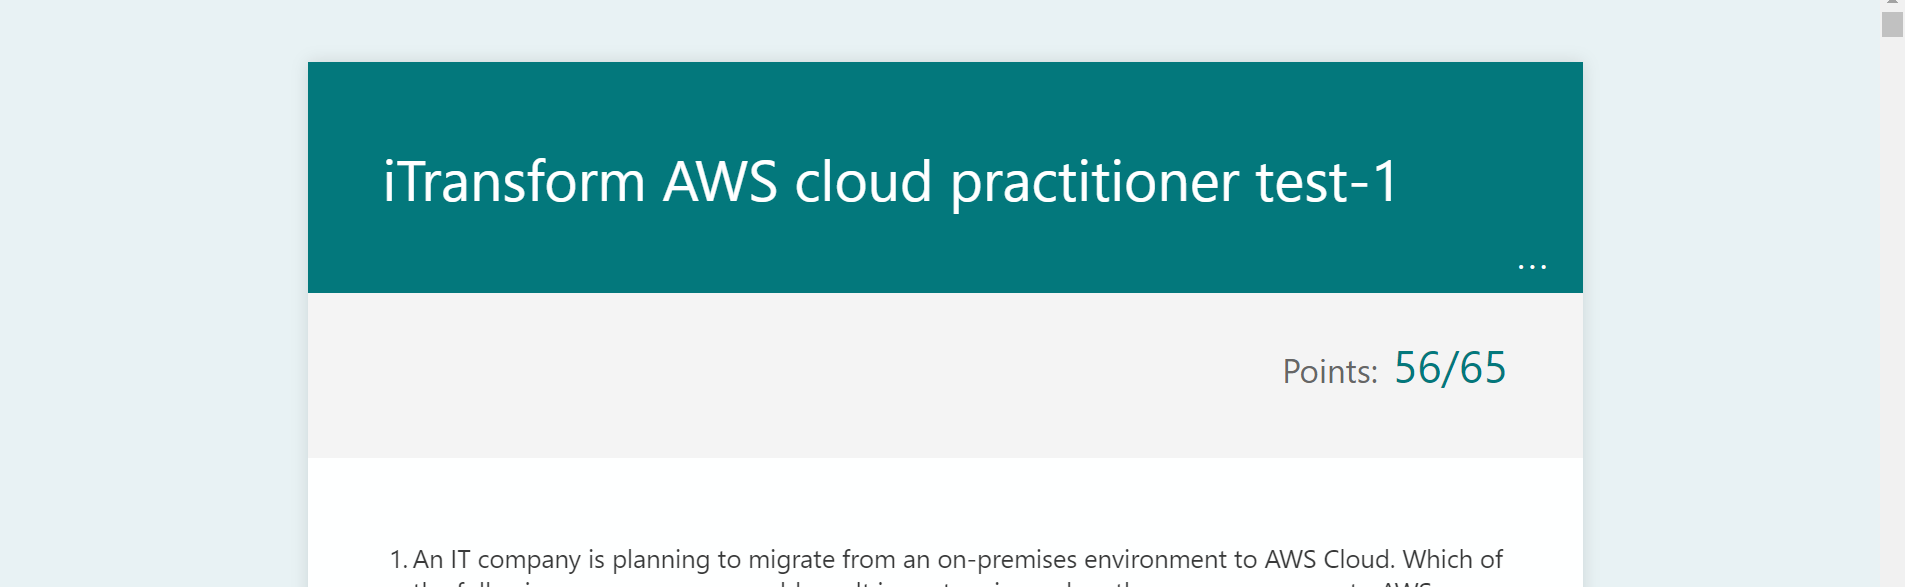 iTransform AWS cloud practitioner test-1
...
Points: 56/65
1. An IT company is planning to migrate from an on-premises environment to AWS Cloud. Which of